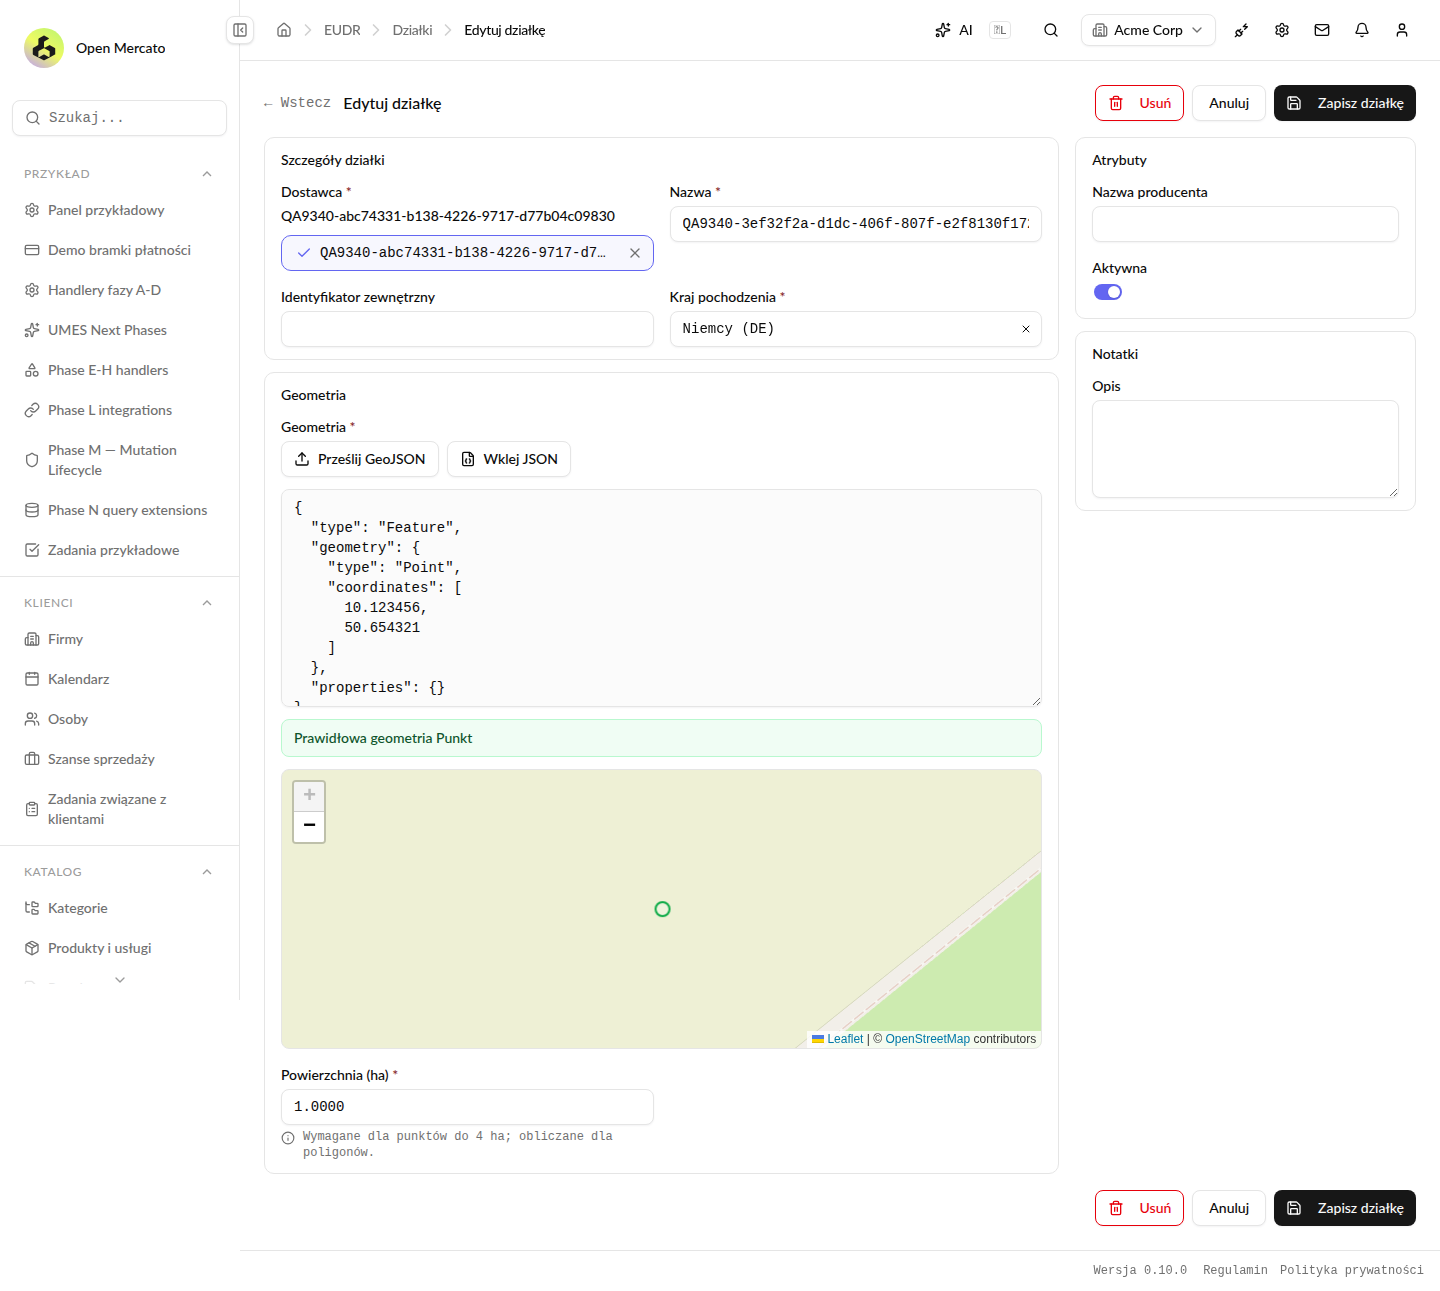 Open Mercato
EUDR
Działki
Edytuj działkę
AI
L
Acme Corp
Szukaj...
PRZYKŁAD
Panel przykładowy
Demo bramki płatności
Handlery fazy A-D
UMES Next Phases
Phase E-H handlers
Phase L integrations
Phase M — Mutation
Lifecycle
Phase N query extensions
Zadania przykładowe
KLIENCI
Firmy
Kalendarz
Osoby
Szanse sprzedaży
Zadania związane z
klientami
KATALOG
Kategorie
Produkty i usługi
← Wstecz
Edytuj działkę
Usuń
Anuluj
Zapisz działkę
Szczegóły działki
Dostawca *
QA9340-abc74331-b138-4226-9717-d77b04c09830
QA9340-abc74331-b138-4226-9717-d7…
Nazwa *
QA9340-3ef32f2a-d1dc-406f-807f-e2f8130f17
Identyfikator zewnętrzny
Kraj pochodzenia *
Niemcy (DE)
Geometria
Geometria *
Prześlij GeoJSON
Wklej JSON
{
"type": "Feature",
"geometry": {
"type": "Point",
"coordinates": [
10.123456,
50.654321
]
},
"properties": {}
}
Prawidłowa geometria Punkt
+
−
Leaflet | © OpenStreetMap contributors
Powierzchnia (ha) *
1.0000
Wymagane dla punktów do 4 ha; obliczane dla
poligonów.
Atrybuty
Nazwa producenta
Aktywna
Notatki
Opis
Usuń
Anuluj
Zapisz działkę
Wersja 0.10.0
Regulamin
Polityka prywatności